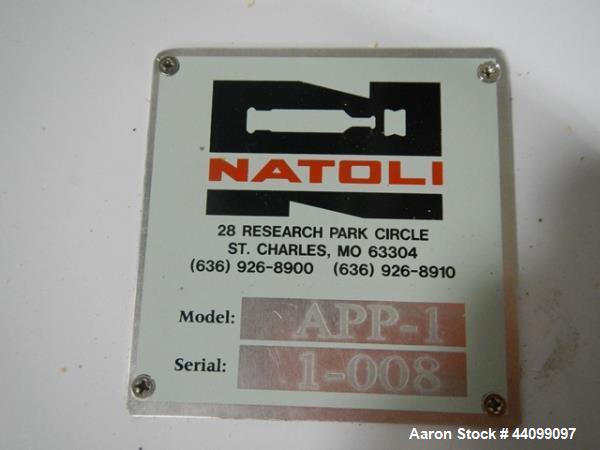 NATOLI
28 RESEARCH PARK CIRCLE
ST. CHARLES, MO 63304
(636) 926-8900 (636) 926-8910
Model: APP-1
Serial: 1-008
Aaron Stock # 44099097